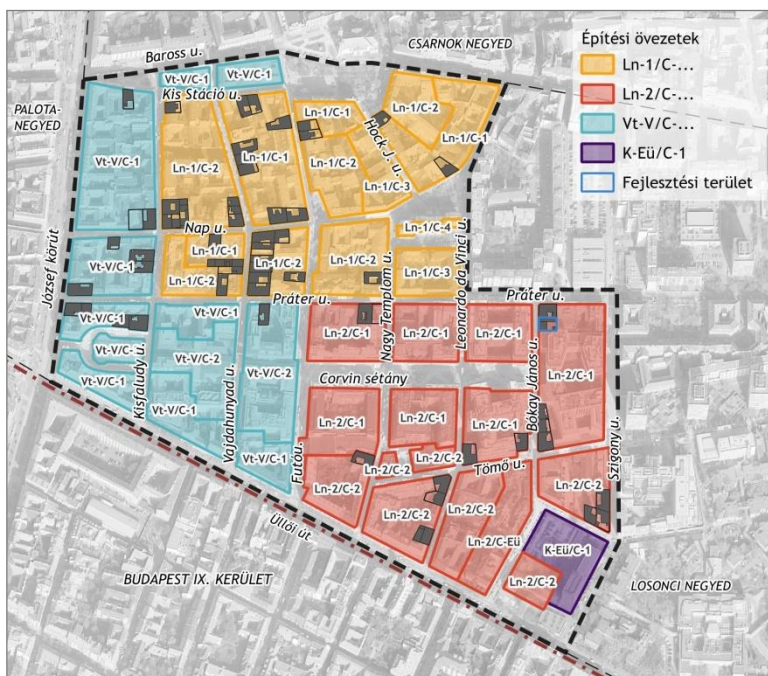 Baross u.
CSARNOK NEGYED
Építési övezetek
Ln-1/C-...
Ln-2/C-...
Vt-V/C-...
K-Eü/C-1
Fejlesztési terület
PALOTA-
NEGYED
Vt-V/C-1
Vt-V/C-1
Kis Stáció u.
Ln-1/C-1
Ln-1/C-2
Ln-1/C-1
Hock J. u.
Vt-V/C-1
Ln-1/C-2
Ln-1/C-1
Ln-1/C-2
Ln-1/C-3
Nap u.
Ln-1/C-4
Vt-V/C-1
Ln-1/C-1
Ln-1/C-2
Ln-1/C-2
Ln-1/C-2
Ln-1/C-3
József körút
Nagy Templom u.
Leonardo da Vinci u.
Práter u.
Práter u.
Vt-V/C-1
Vt-V/C-1
Vt-V/C-1
Vt-V/C-2
Vt-V/C-2
Vt-V/C-1
Vt-V/C-1
Vt-V/C-1
Kisfaludy u.
Vajdahunyad u.
Futó u.
Ln-2/C-1
Ln-2/C-1
Ln-2/C-1
Ln-2/C-1
Bókay János u.
Szigony u.
Corvin sétány
Ln-2/C-1
Ln-2/C-1
Ln-2/C-1
Ln-2/C-2
Ln-2/C-2
Ln-2/C-2
Tömő u.
Ln-2/C-2
Ln-2/C-2
Ln-2/C-2
Ln-2/C-Eü
K-Eü/C-1
Ln-2/C-2
Üllői út
BUDAPEST IX. KERÜLET
LOSONCI NEGYED